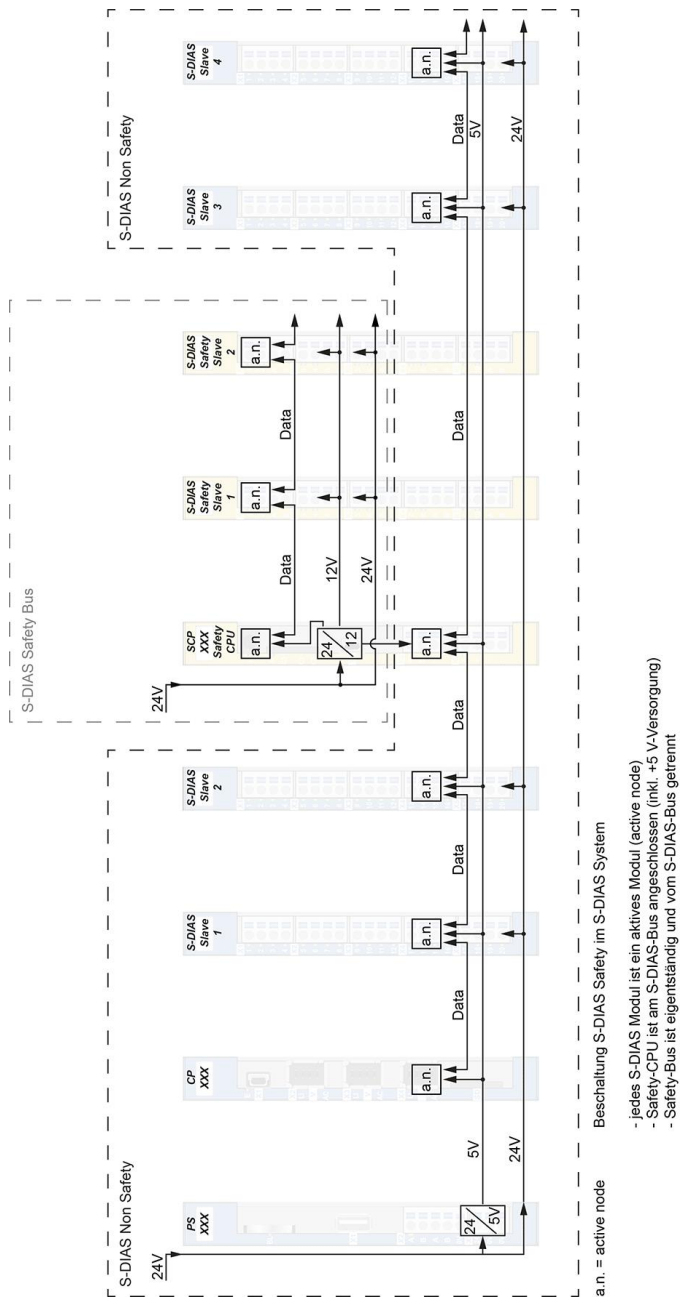 S-DIAS Non Safety
24V
PS
XXX
24
5V
5V
24V
CP
XXX
a.n.
Data
S-DIAS
Slave
1
a.n.
Data
S-DIAS
Slave
2
a.n.
Data
S-DIAS Safety Bus
24V
SCP
XXX
Safety
CPU
a.n.
24
12
a.n.
Data
12V
24V
S-DIAS
Safety
Slave
1
a.n.
Data
S-DIAS
Safety
Slave
2
a.n.
Data
S-DIAS Non Safety
S-DIAS
Slave
3
a.n.
Data
5V
24V
S-DIAS
Slave
4
a.n.
a.n. = active node
Beschaltung S-DIAS Safety im S-DIAS System
- jedes S-DIAS Modul ist ein aktives Modul (active node)
- Safety-CPU ist am S-DIAS-Bus angeschlossen (inkl. +5 V-Versorgung)
- Safety-Bus ist eigentständig und vom S-DIAS-Bus getrennt